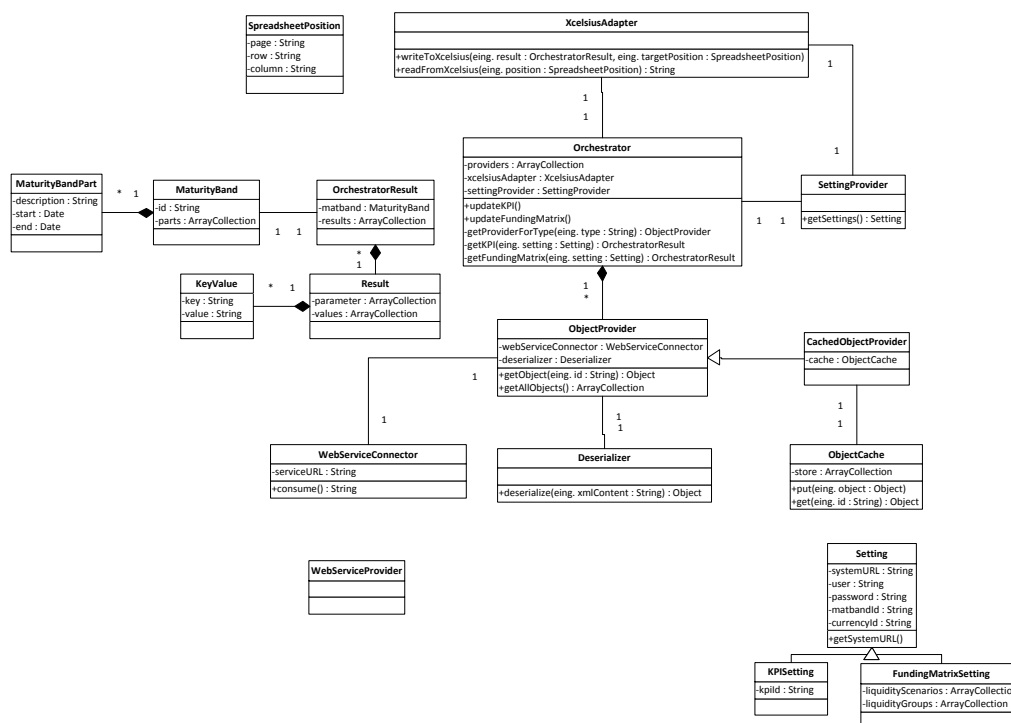 SpreadsheetPosition
-page : String
-row : String
-column : String
XcelsiusAdapter
+writeToXcelsius(eing. result : OrchestratorResult, eing. targetPosition : SpreadsheetPosition)
+readFromXcelsius(eing. position : SpreadsheetPosition) : String
1
1
1
1
Orchestrator
-providers : ArrayCollection
-xcelsiusAdapter : XcelsiusAdapter
-settingProvider : SettingProvider
+updateKPI()
+updateFundingMatrix()
-getProviderForType(eing. type : String) : ObjectProvider
-getKPI(eing. setting : Setting) : OrchestratorResult
-getFundingMatrix(eing. setting : Setting) : OrchestratorResult
1
1
SettingProvider
+getSettings() : Setting
MaturityBandPart
-description : String
-start : Date
-end : Date
*
1
MaturityBand
-id : String
-parts : ArrayCollection
1
1
OrchestratorResult
-matband : MaturityBand
-results : ArrayCollection
*
1
KeyValue
-key : String
-value : String
*
1
Result
-parameter : ArrayCollection
-values : ArrayCollection
1
*
ObjectProvider
-webServiceConnector : WebServiceConnector
-deserializer : Deserializer
+getObject(eing. id : String) : Object
+getAllObjects() : ArrayCollection
CachedObjectProvider
-cache : ObjectCache
1
1
1
1
1
1
WebServiceConnector
-serviceURL : String
+consume() : String
Deserializer
+deserialize(eing. xmlContent : String) : Object
ObjectCache
-store : ArrayCollection
+put(eing. object : Object)
+get(eing. id : String) : Object
WebServiceProvider
Setting
-systemURL : String
-user : String
-password : String
-matbandId : String
-currencyId : String
+getSystemURL()
KPISetting
-kpiId : String
FundingMatrixSetting
-liquidityScenarios : ArrayCollectio
-liquidityGroups : ArrayCollection